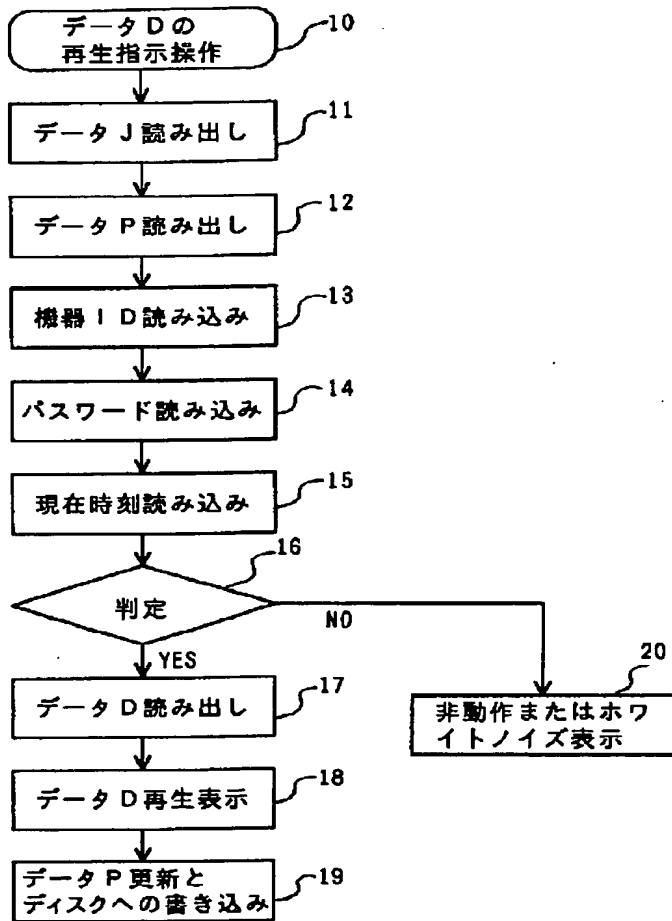 データDの
再生指示操作
10
データJ読み出し
11
データP読み出し
12
機器ID読み込み
13
パスワード読み込み
14
現在時刻読み込み
15
判定
16
NO
YES
データD読み出し
17
非動作またはホワ
イトノイズ表示
20
データD再生表示
18
データP更新と
ディスクへの書き込み
19